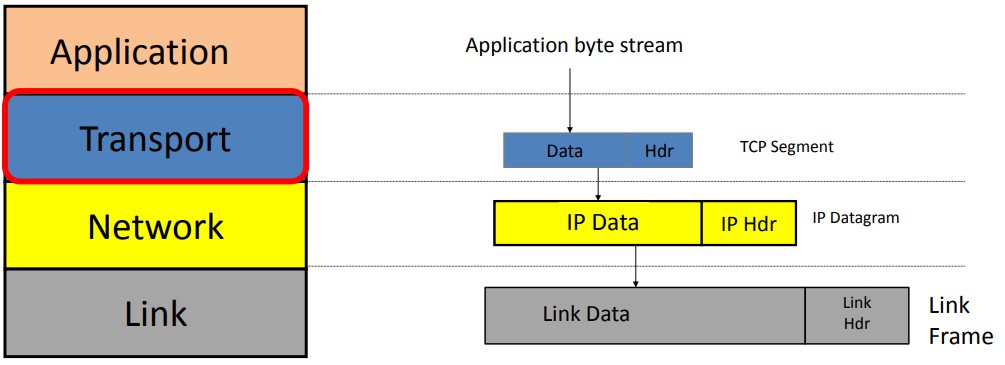 Application
Application byte stream
Transport
Data
Hdr
TCP Segment
Network
IP Data
IP Hdr
IP Datagram
Link
Link Data
Link
Hdr
Link
Frame